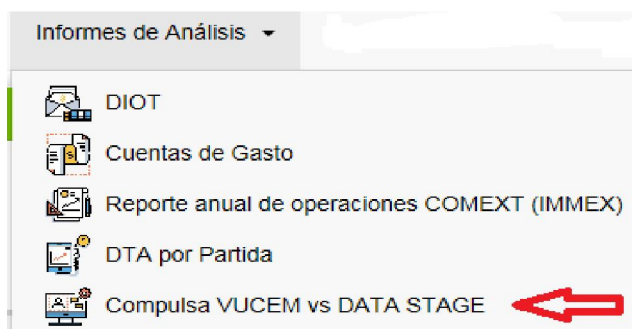 Informes de Análisis
DIOT
Cuentas de Gasto
Reporte anual de operaciones COMEXT (IMMEX)
DTA por Partida
Compulsa VUCEM vs DATA STAGE